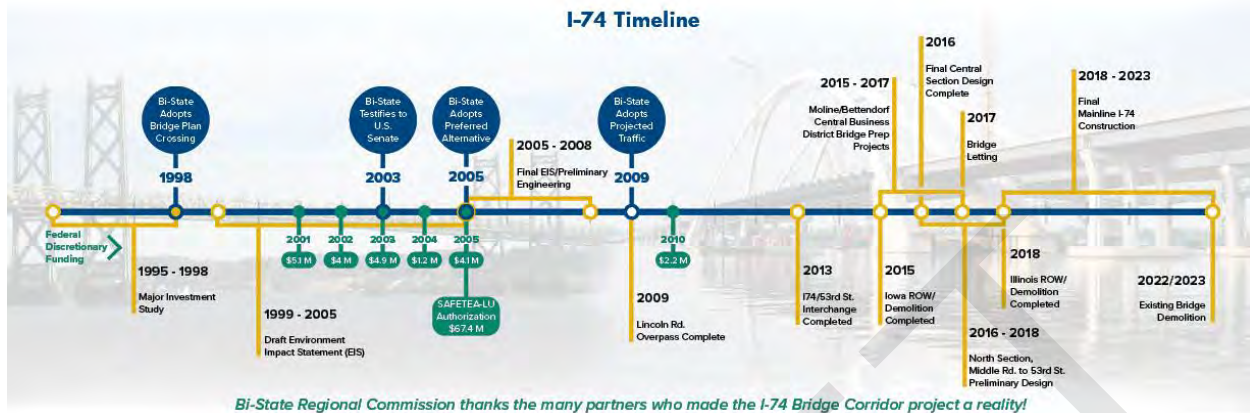 I-74 Timeline
Bi-State
Adopts
Bridge Plan
Crossing
1998
Bi-State
Testifies to
U.S.
Senate
2003
Bi-State
Adopts
Preferred
Alternative
2005
2005 - 2008
Final EIS/Preliminary
Engineering
Bi-State
Adopts
Projected
Traffic
2009
2015 - 2017
Moline/Bettendorf
Central Business
District Bridge Prep
Projects
2016
Final Central
Section Design
Complete
2017
Bridge
Letting
2018 - 2023
Final
Mainline I-74
Construction
Federal
Discretionary
Funding
1995 - 1998
Major Investment
Study
1999 - 2005
Draft Environment
Impact Statement (EIS)
2001
$5.1 M
2002
$4 M
2003
$4.9 M
2004
$1.2 M
2005
$4.1 M
SAFETEA-LU
Authorization
$67.4 M
2009
Lincoln Rd.
Overpass Complete
2010
$2.2 M
2013
I74/53rd St.
Interchange
Completed
2015
Iowa ROW/
Demolition
Completed
2016 - 2018
North Section,
Middle Rd. to 53rd St.
Preliminary Design
2018
Illinois ROW/
Demolition
Completed
2022/2023
Existing Bridge
Demolition
Bi-State Regional Commission thanks the many partners who made the I-74 Bridge Corridor project a reality!